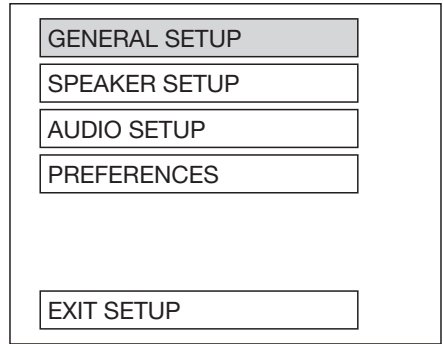 GENERAL SETUP
SPEAKER SETUP
AUDIO SETUP
PREFERENCES
EXIT SETUP